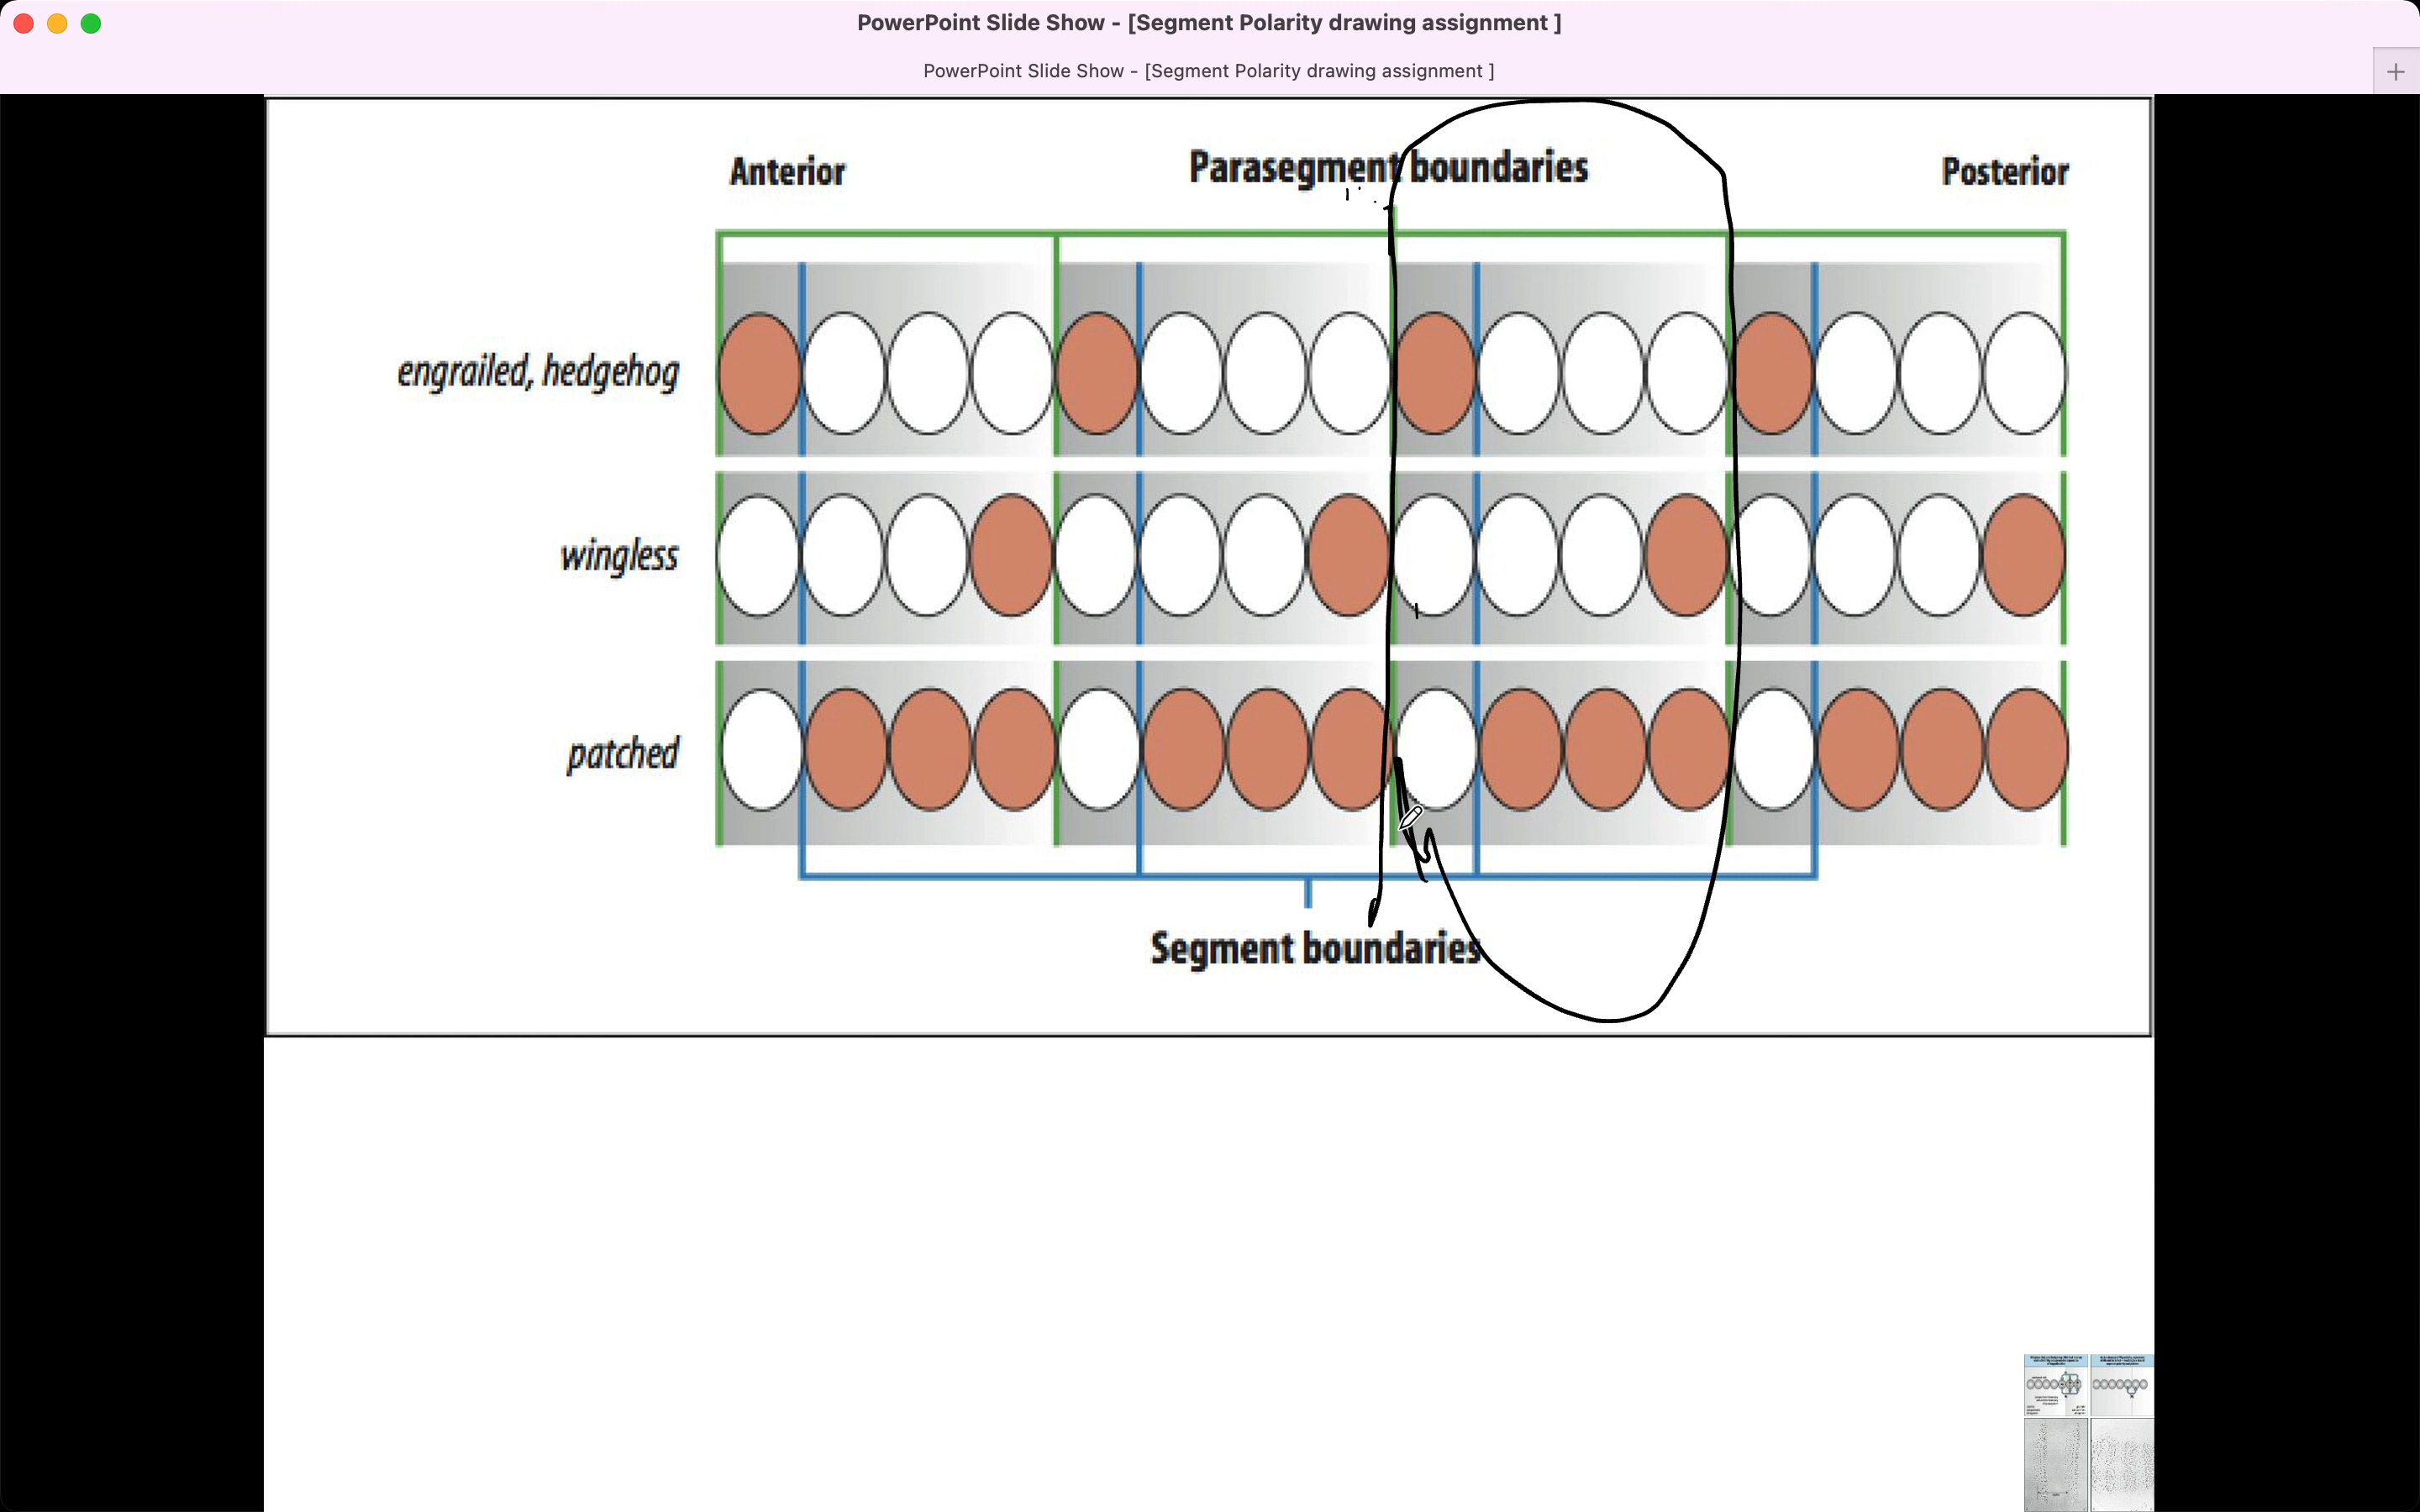 PowerPoint Slide Show - [Segment Polarity drawing assignment ]
PowerPoint Slide Show - [Segment Polarity drawing assignment ]
Anterior
Parasegment boundaries
Posterior
engrailed, hedgehog
wingless
patched
Segment boundaries